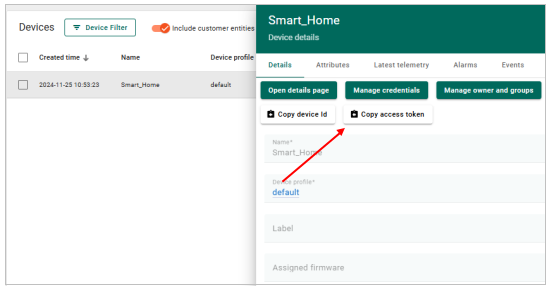 Devices
Device Filter
Include customer entities
Created time ↓ Name Device profile
2024-11-25 10:53:23 Smart_Home default
Smart_Home
Device details
Details Attributes Latest telemetry Alarms Events
Open details page Manage credentials Manage owner and groups
Copy device Id Copy access token
Name*
Smart_Home
Device profile*
default
Label
Assigned firmware